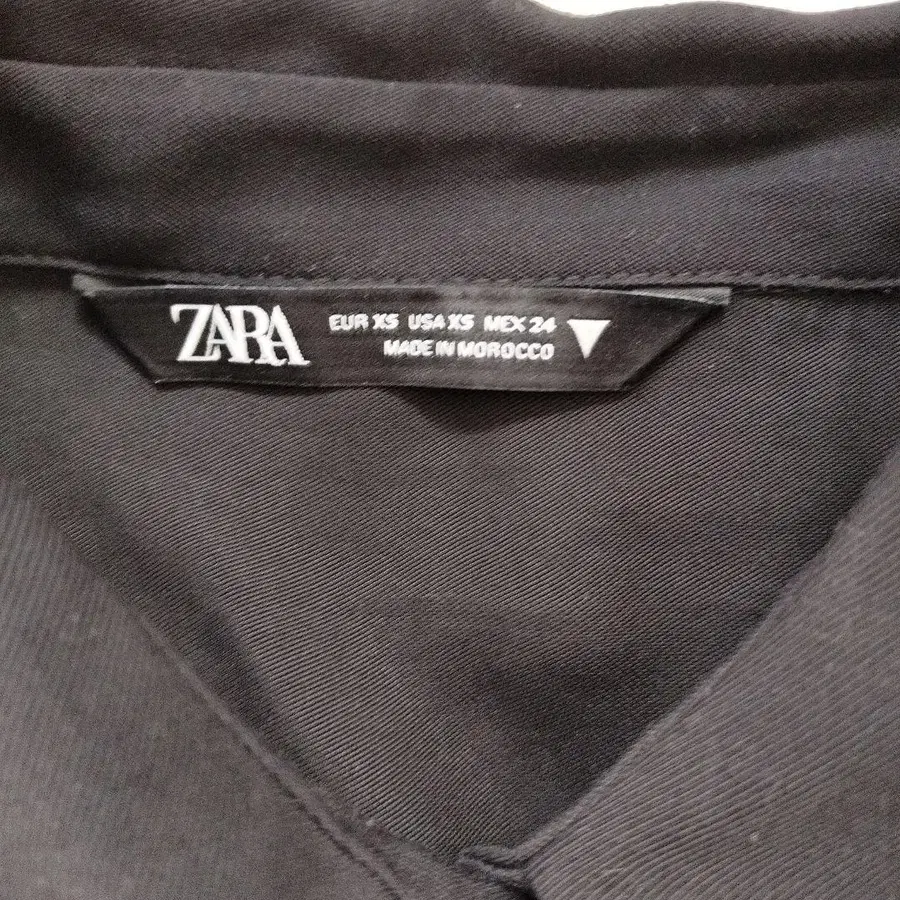 ZARA
EUR XS USA XS MEX 24
MADE IN MOROCCO